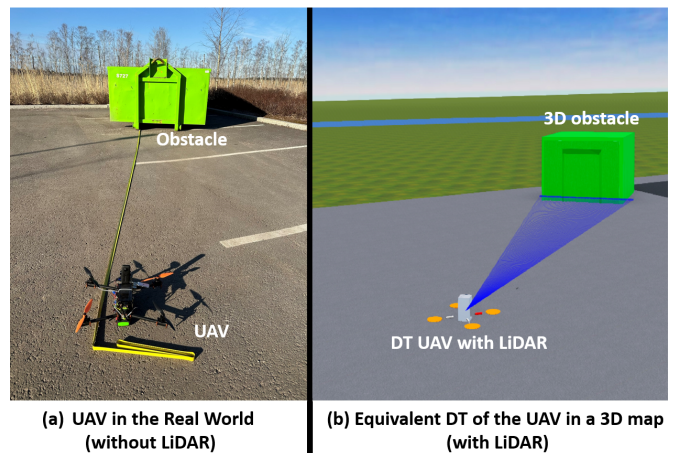 Obstacle
UAV
3D obstacle
DT UAV with LiDAR
(a) UAV in the Real World
(without LiDAR)
(b) Equivalent DT of the UAV in a 3D map
(with LiDAR)